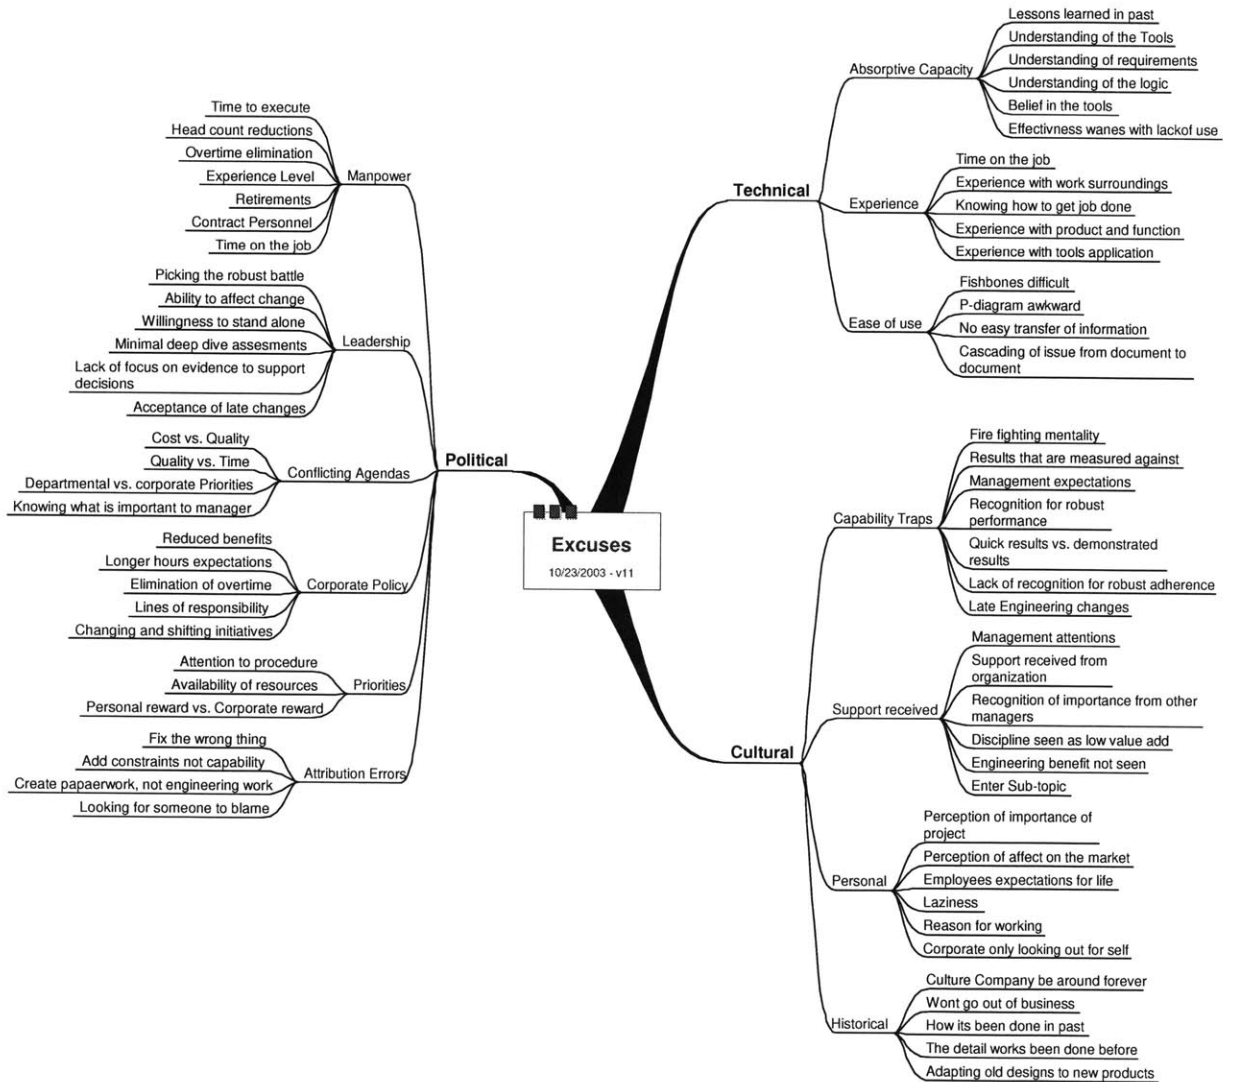 Excuses
10/23/2003 - v11
Technical
Absorptive Capacity
Lessons learned in past
Understanding of the Tools
Understanding of requirements
Understanding of the logic
Belief in the tools
Effectivness wanes with lackof use
Experience
Time on the job
Experience with work surroundings
Knowing how to get job done
Experience with product and function
Experience with tools application
Ease of use
Fishbones difficult
P-diagram awkward
No easy transfer of information
Cascading of issue from document to
document
Cultural
Capability Traps
Fire fighting mentality
Results that are measured against
Management expectations
Recognition for robust
performance
Quick results vs. demonstrated
results
Lack of recognition for robust adherence
Late Engineering changes
Support received
Management attentions
Support received from
organization
Recognition of importance from other
managers
Discipline seen as low value add
Engineering benefit not seen
Enter Sub-topic
Personal
Perception of importance of
project
Perception of affect on the market
Employees expectations for life
Laziness
Reason for working
Corporate only looking out for self
Historical
Culture Company be around forever
Wont go out of business
How its been done in past
The detail works been done before
Adapting old designs to new products
Political
Manpower
Time to execute
Head count reductions
Overtime elimination
Experience Level
Retirements
Contract Personnel
Time on the job
Leadership
Picking the robust battle
Ability to affect change
Willingness to stand alone
Minimal deep dive assesments
Lack of focus on evidence to support
decisions
Acceptance of late changes
Conflicting Agendas
Cost vs. Quality
Quality vs. Time
Departmental vs. corporate Priorities
Knowing what is important to manager
Corporate Policy
Reduced benefits
Longer hours expectations
Elimination of overtime
Lines of responsibility
Changing and shifting initiatives
Priorities
Attention to procedure
Availability of resources
Personal reward vs. Corporate reward
Attribution Errors
Fix the wrong thing
Add constraints not capability
Create papaerwork, not engineering work
Looking for someone to blame